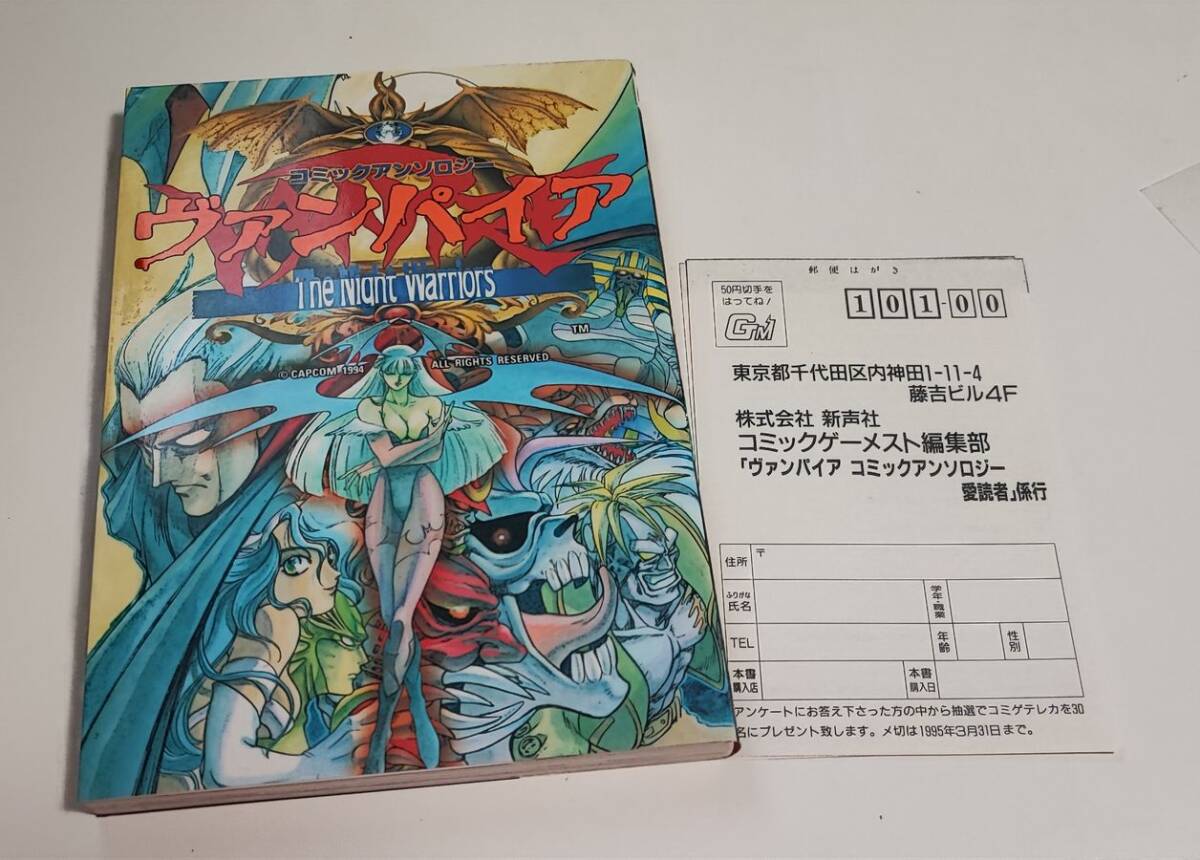 コミックアンソロジー
ヴァンパイア
The Night Warriors
TM
© CAPCOM 1994 ALL RIGHTS RESERVED
郵便はがき
50円切手を
はってね!
GM
101-00
東京都千代田区内神田1-11-4
藤吉ビル4F
株式会社 新声社
コミックゲーメスト編集部
「ヴァンパイア コミックアンソロジー
愛読者」係行
住所 〒
ふりがな
氏名
学年・職業
TEL
年齢
性別
本書
購入店
本書
購入日
アンケートにお答え下さった方の中から抽選でコミゲテレカを30
名にプレゼント致します。〆切は1995年3月31日まで。